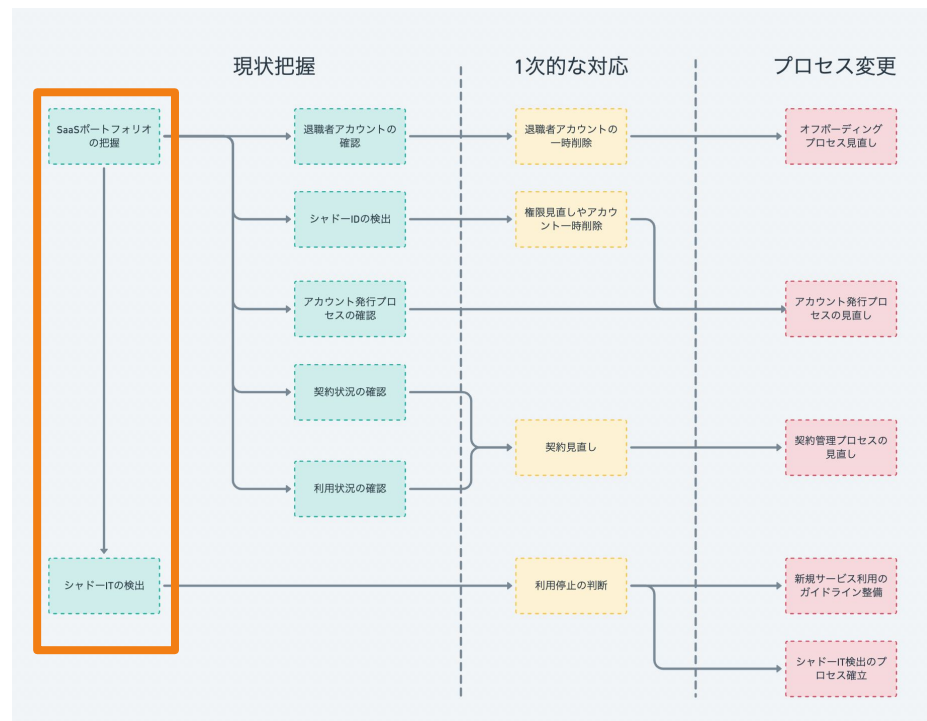 現状把握
1次的な対応
プロセス変更
SaaSポートフォリオ
の把握
退職者アカウントの
確認
退職者アカウントの
一時削除
オフボーディング
プロセス見直し
シャドーIDの検出
権限見直しやアカウ
ント一時削除
アカウント発行プロ
セスの確認
アカウント発行プロ
セスの見直し
契約状況の確認
契約見直し
契約管理プロセスの
見直し
利用状況の確認
シャドーITの検出
利用停止の判断
新規サービス利用の
ガイドライン整備
シャドーIT検出のプ
ロセス確立